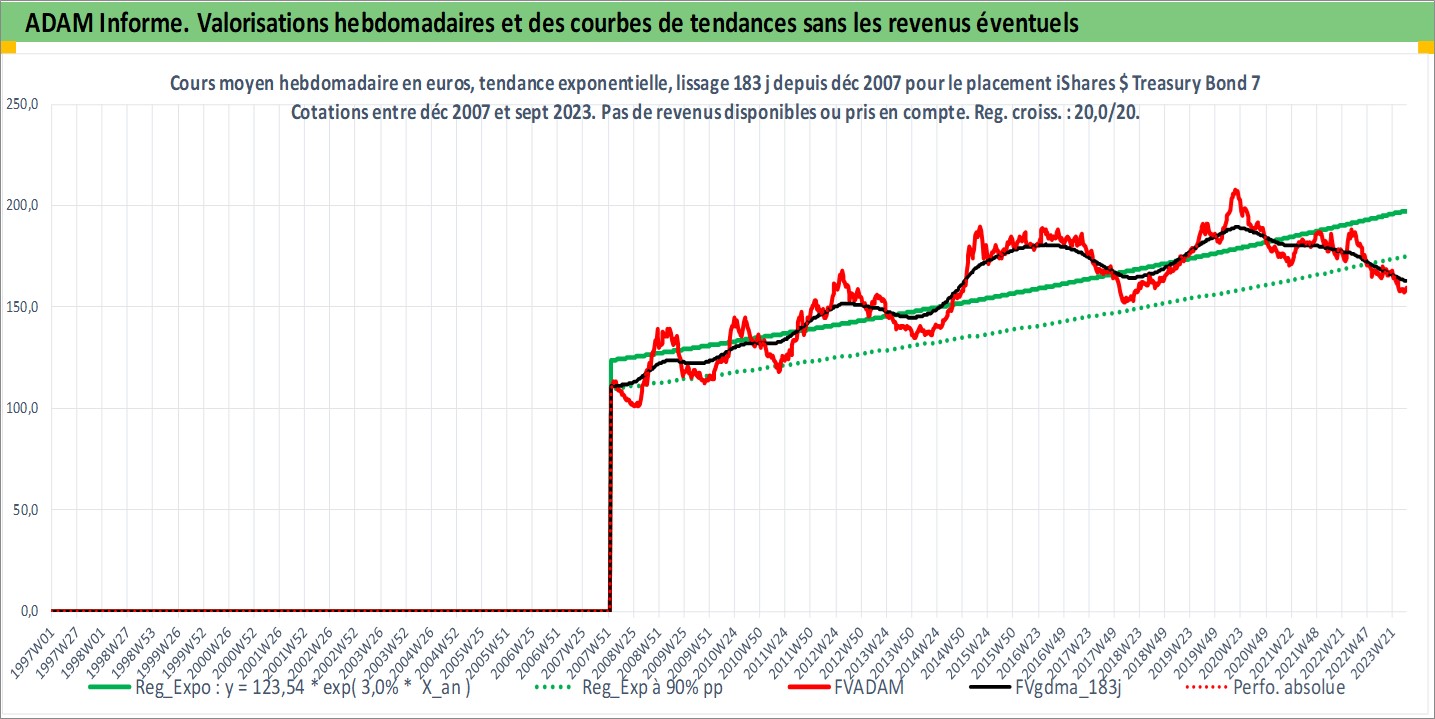 ADAM Informe. Valorisations hebdomadaires et des courbes de tendances sans les revenus éventuels
Cours moyen hebdomadaire en euros, tendance exponentielle, lissage 183 j depuis déc 2007 pour le placement iShares $ Treasury Bond 7
Cotations entre déc 2007 et sept 2023. Pas de revenus disponibles ou pris en compte. Reg. croiss. : 20,0/20.
250,0
200,0
150,0
100,0
50,0
0,0
1997W01 1997W27 1998W01 1998W27 1998W53 1999W26 1999W52 2000W26 2000W52 2001W26 2001W52 2002W26 2002W52 2003W26 2003W52 2004W26 2004W52 2005W25 2005W51 2006W25 2006W51 2007W25 2007W51 2008W25 2008W51 2009W25 2009W51 2010W24 2010W50 2011W24 2011W50 2012W24 2012W50 2013W24 2013W50 2014W24 2014W50 2015W24 2015W50 2016W23 2016W49 2017W23 2017W49 2018W23 2018W49 2019W23 2019W49 2020W23 2020W49 2021W22 2021W48 2022W21 2022W47 2023W21
Reg_Expo : y = 123,54 * exp( 3,0% * X_an ) Reg_Exp à 90% pp FVADAM FVgdma_183j Perfo. absolue